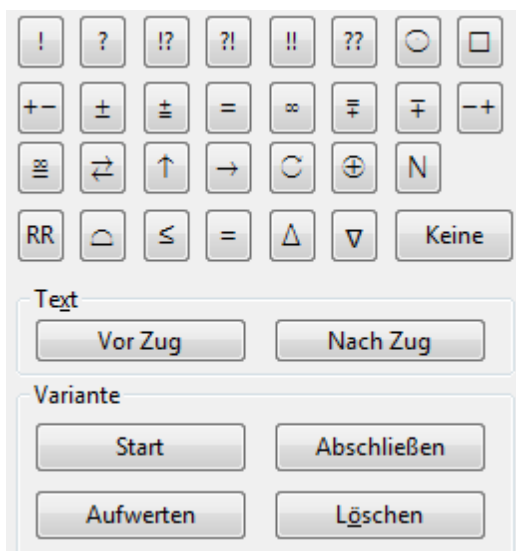 ! ? !? ?! !! ?? ○ □
+− ± ⩲ = ∞ ⩱ ∓ −+
⇄ ↑ → N
RR ⌓ ≤ = Δ ∇ Keine
Text
Vor Zug Nach Zug
Variante
Start Abschließen
Aufwerten Löschen